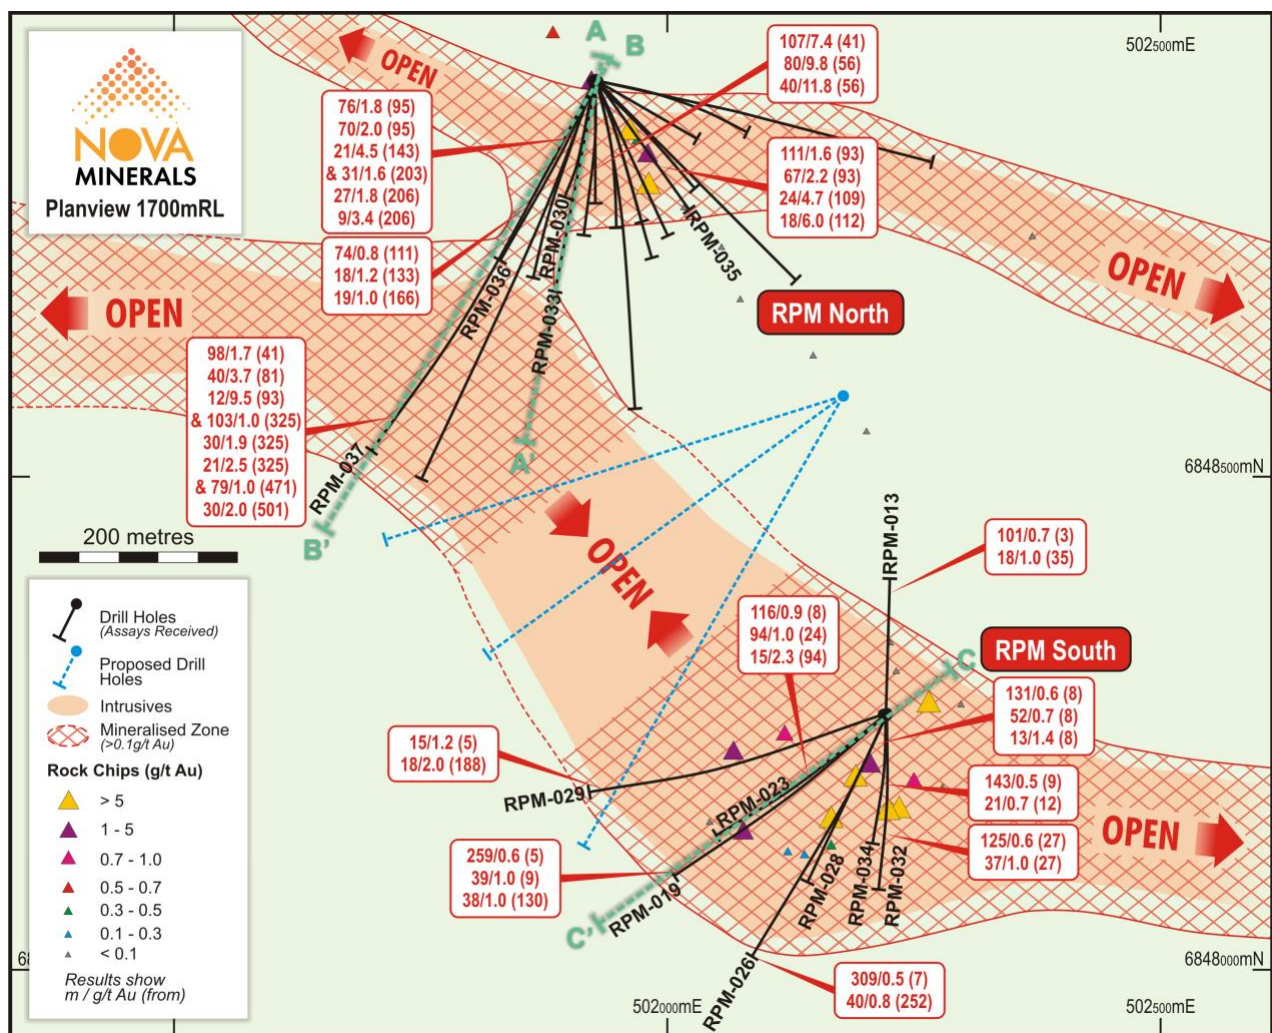 NOVA
MINERALS
Planview 1700mRL
A
B
OPEN
107/7.4 (41)
80/9.8 (56)
40/11.8 (56)
502500mE
76/1.8 (95)
70/2.0 (95)
21/4.5 (143)
& 31/1.6 (203)
27/1.8 (206)
9/3.4 (206)
111/1.6 (93)
67/2.2 (93)
24/4.7 (109)
18/6.0 (112)
74/0.8 (111)
18/1.2 (133)
19/1.0 (166)
RPM-030
RPM-035
RPM-036
RPM-033
OPEN
OPEN
RPM North
98/1.7 (41)
40/3.7 (81)
12/9.5 (93)
& 103/1.0 (325)
30/1.9 (325)
21/2.5 (325)
& 79/1.0 (471)
30/2.0 (501)
RPM-037
A'
B'
6848500mN
200 metres
OPEN
RPM-013
101/0.7 (3)
18/1.0 (35)
116/0.9 (8)
94/1.0 (24)
15/2.3 (94)
C
RPM South
131/0.6 (8)
52/0.7 (8)
13/1.4 (8)
15/1.2 (5)
18/2.0 (188)
RPM-029
RPM-023
143/0.5 (9)
21/0.7 (12)
125/0.6 (27)
37/1.0 (27)
OPEN
259/0.6 (5)
39/1.0 (9)
38/1.0 (130)
RPM-019
C'
RPM-028
RPM-034
RPM-032
RPM-026
309/0.5 (7)
40/0.8 (252)
6848000mN
502000mE
502500mE
Drill Holes
(Assays Received)
Proposed Drill
Holes
Intrusives
Mineralised Zone
(>0.1g/t Au)
Rock Chips (g/t Au)
> 5
1 - 5
0.7 - 1.0
0.5 - 0.7
0.3 - 0.5
0.1 - 0.3
< 0.1
Results show
m / g/t Au (from)